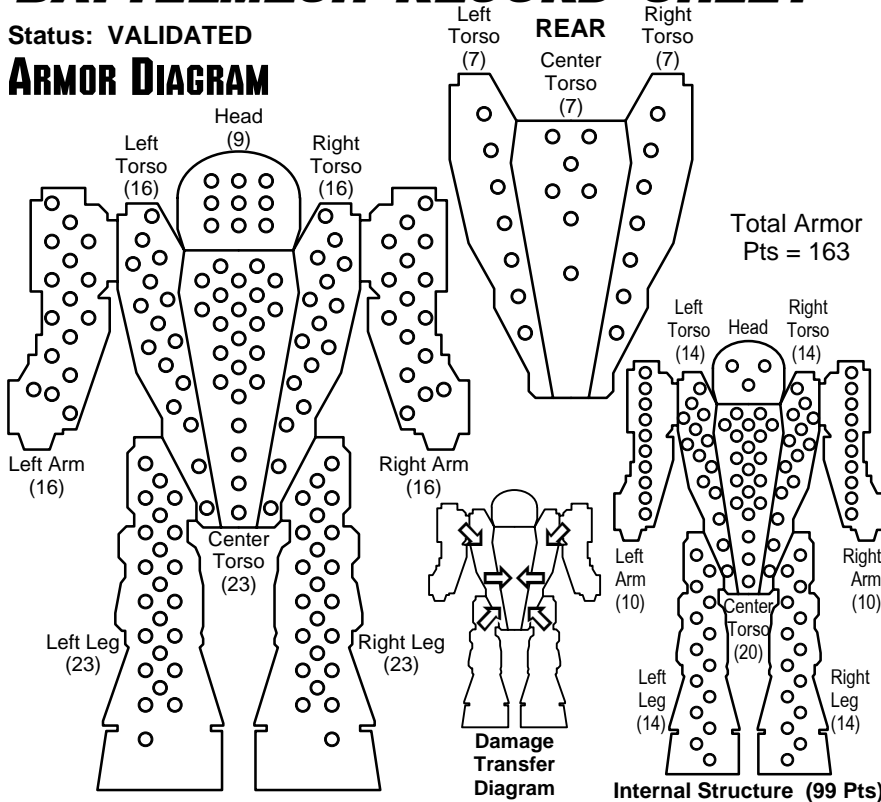 BATTLEMECH RECORD SHEET
Status: VALIDATED
ARMOR DIAGRAM
Left
Torso
(7)
REAR
Center
Torso
(7)
Right
Torso
(7)
Head
(9)
Left
Torso
(16)
Right
Torso
(16)
Left Arm
(16)
Right Arm
(16)
Center
Torso
(23)
Left Leg
(23)
Right Leg
(23)
Total Armor
Pts = 163
Left
Torso
(14)
Head
Right
Torso
(14)
Left
Arm
(10)
Right
Arm
(10)
Center
Torso
(20)
Left
Leg
(14)
Right
Leg
(14)
Damage
Transfer
Diagram
Internal Structure (99 Pts)